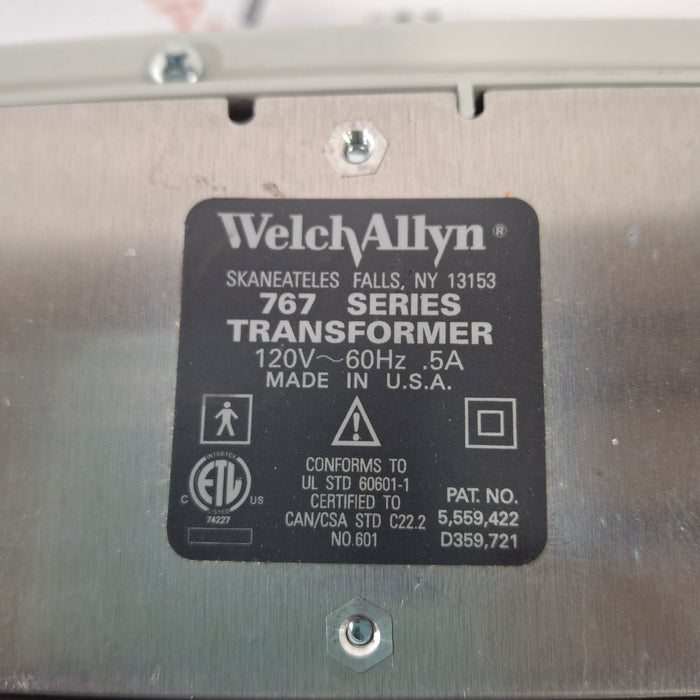 WelchAllyn®
SKANEATELES FALLS, NY 13153
767 SERIES
TRANSFORMER
120V~60Hz .5A
MADE IN U.S.A.
INTERTEK
ETL
C US
LISTED
74227
CONFORMS TO
UL STD 60601-1
CERTIFIED TO
CAN/CSA STD C22.2
NO.601
PAT. NO.
5,559,422
D359,721